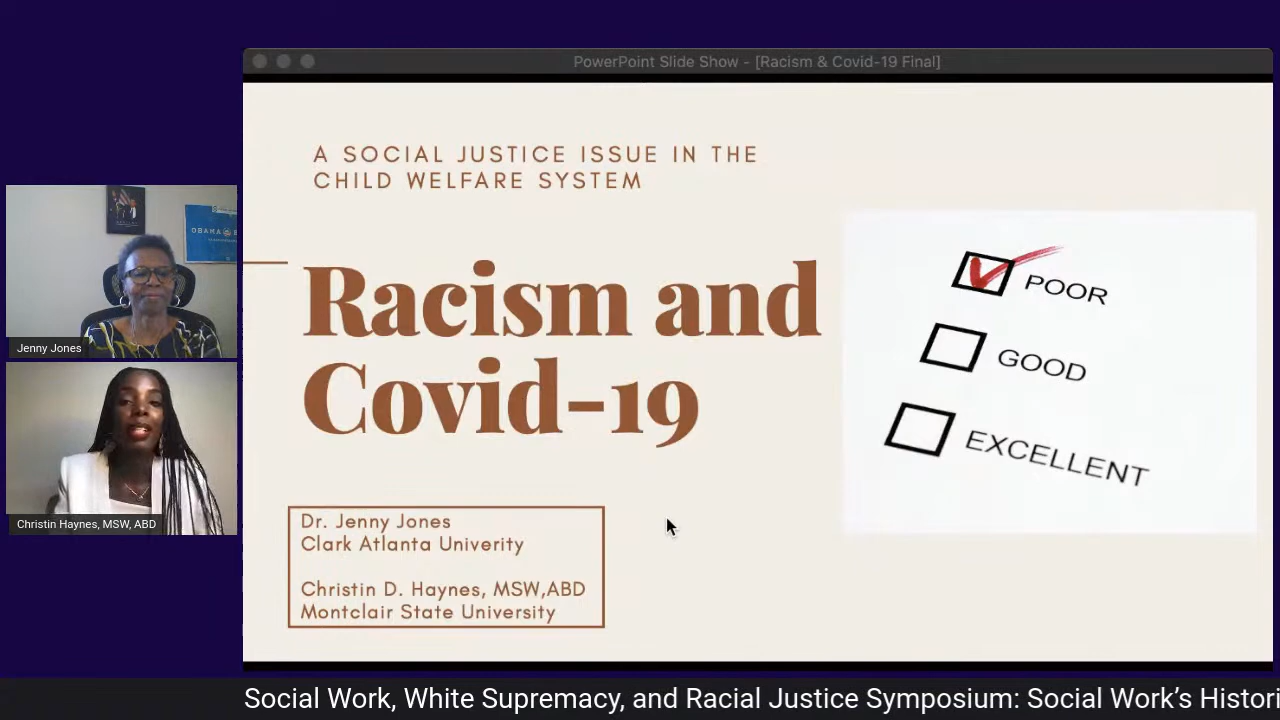 PowerPoint Slide Show - [Racism & Covid-19 Final]
A SOCIAL JUSTICE ISSUE IN THE
CHILD WELFARE SYSTEM
Racism and
Covid-19
POOR
GOOD
EXCELLENT
Dr. Jenny Jones
Clark Atlanta Univerity
Christin D. Haynes, MSW,ABD
Montclair State University
OBAMA
Jenny Jones
Christin Haynes, MSW, ABD
Social Work, White Supremacy, and Racial Justice Symposium: Social Work’s Histori